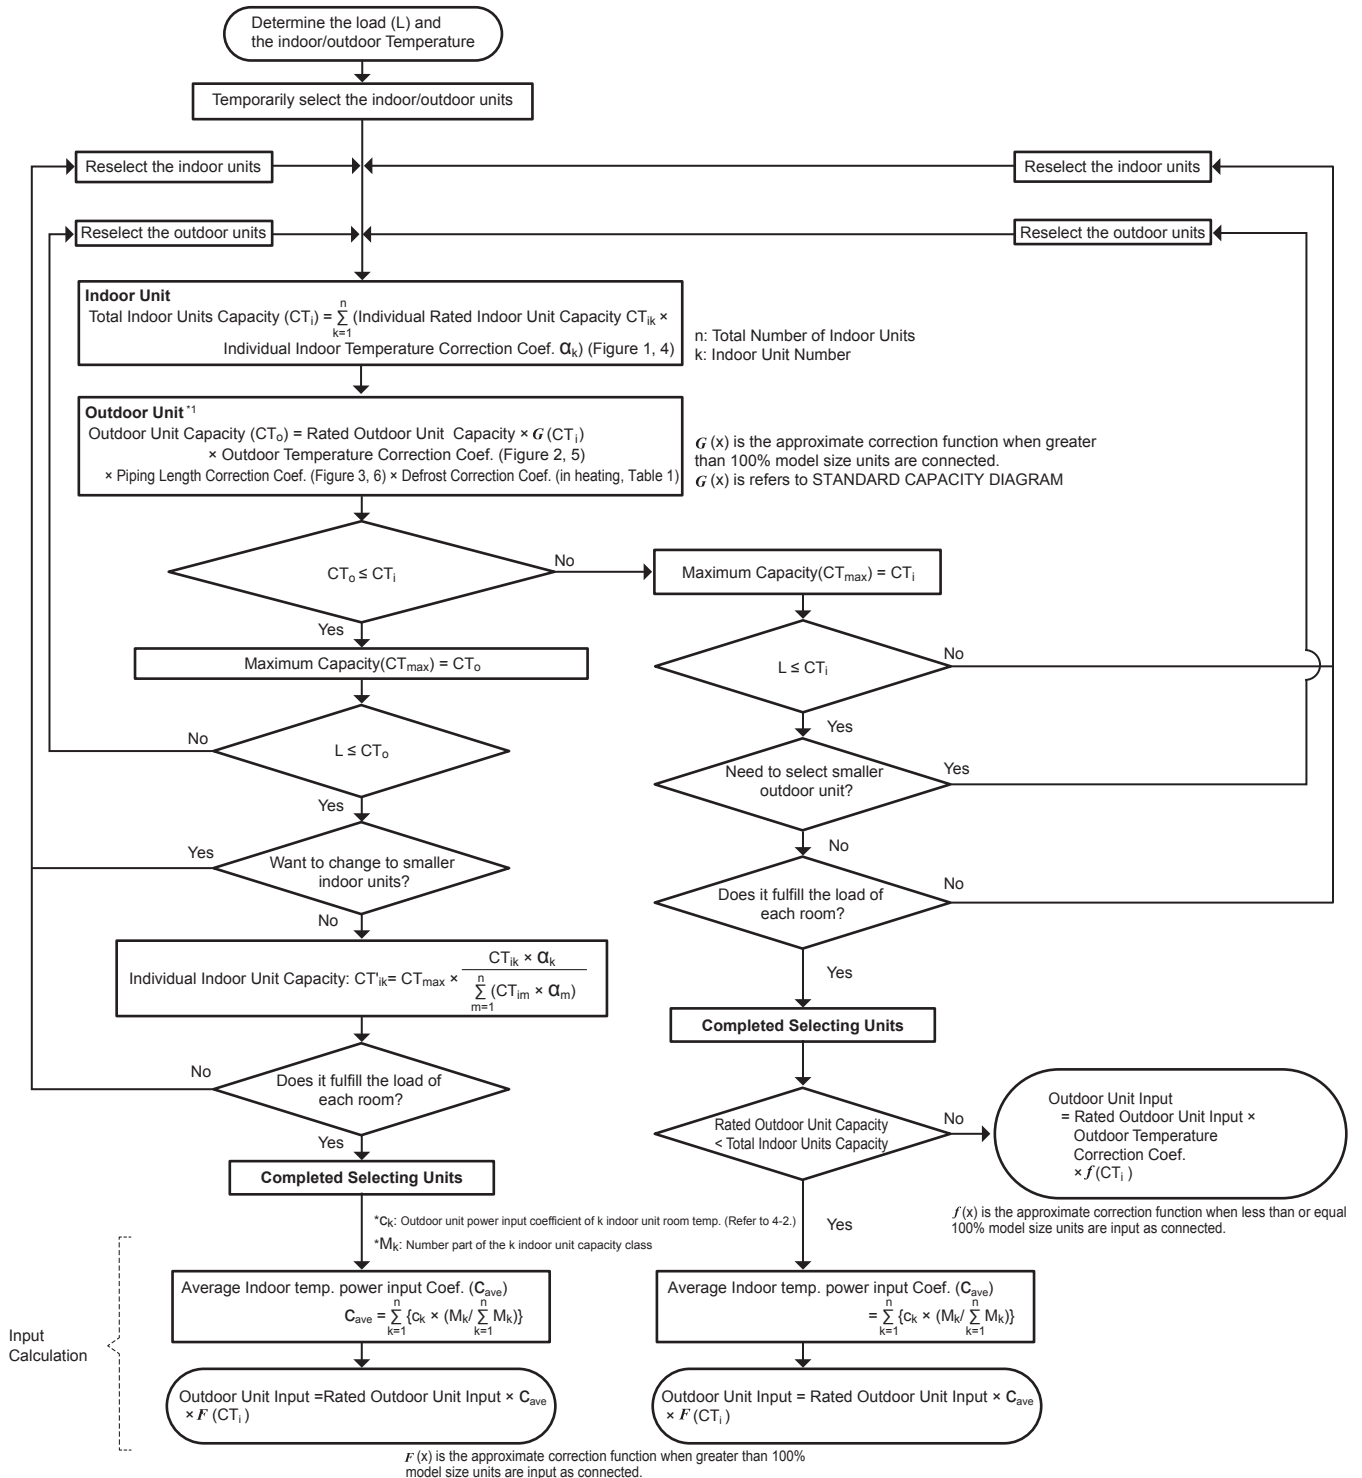 Determine the load (L) and
the indoor/outdoor Temperature
Temporarily select the indoor/outdoor units
Reselect the indoor units
Reselect the indoor units
Reselect the outdoor units
Reselect the outdoor units
Indoor Unit
Total Indoor Units Capacity (CTi) = Σ k=1 n (Individual Rated Indoor Unit Capacity CTik ×
Individual Indoor Temperature Correction Coef. αk) (Figure 1, 4)
n: Total Number of Indoor Units
k: Indoor Unit Number
Outdoor Unit *1
Outdoor Unit Capacity (CTo) = Rated Outdoor Unit Capacity × G (CTi)
× Outdoor Temperature Correction Coef. (Figure 2, 5)
× Piping Length Correction Coef. (Figure 3, 6) × Defrost Correction Coef. (in heating, Table 1)
G (x) is the approximate correction function when greater
than 100% model size units are connected.
G (x) is refers to STANDARD CAPACITY DIAGRAM
CTo ≤ CTi
No
Maximum Capacity(CTmax) = CTi
Yes
Maximum Capacity(CTmax) = CTo
L ≤ CTi
No
Yes
L ≤ CTo
No
Yes
Need to select smaller
outdoor unit?
Yes
No
Want to change to smaller
indoor units?
Yes
No
Does it fulfill the load of
each room?
No
Yes
Individual Indoor Unit Capacity: CT'ik= CTmax × CTik × αk / Σ m=1 n (CTim × αm)
Completed Selecting Units
Does it fulfill the load of
each room?
No
Yes
Rated Outdoor Unit Capacity
< Total Indoor Units Capacity
No
Yes
Outdoor Unit Input
= Rated Outdoor Unit Input ×
Outdoor Temperature
Correction Coef.
× f (CTi )
f (x) is the approximate correction function when less than or equal
100% model size units are input as connected.
Completed Selecting Units
*ck: Outdoor unit power input coefficient of k indoor unit room temp. (Refer to 4-2.)
*Mk: Number part of the k indoor unit capacity class
Input
Calculation
Average Indoor temp. power input Coef. (Cave)
Cave = Σ k=1 n {ck × (Mk/ Σ k=1 n Mk)}
Average Indoor temp. power input Coef. (Cave)
= Σ k=1 n {ck × (Mk/ Σ k=1 n Mk)}
Outdoor Unit Input =Rated Outdoor Unit Input × Cave
× F (CTi )
Outdoor Unit Input = Rated Outdoor Unit Input × Cave
× F (CTi )
F (x) is the approximate correction function when greater than 100%
model size units are input as connected.